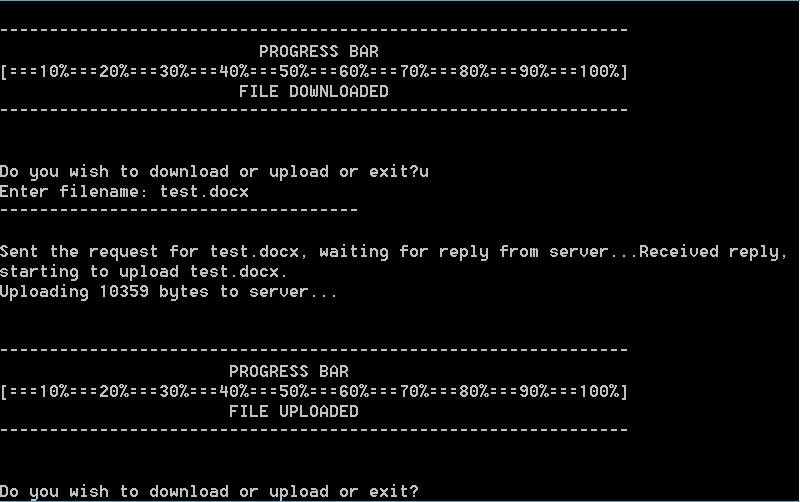 ---------------------------------------------------------------
                          PROGRESS BAR
[===10%===20%===30%===40%===50%===60%===70%===80%===90%===100%]
                        FILE DOWNLOADED
---------------------------------------------------------------
Do you wish to download or upload or exit?u
Enter filename: test.docx
------------------------------------
Sent the request for test.docx, waiting for reply from server...Received reply,
starting to upload test.docx.
Uploading 10359 bytes to server...
---------------------------------------------------------------
                       PROGRESS BAR
[===10%===20%===30%===40%===50%===60%===70%===80%===90%===100%]
                       FILE UPLOADED
---------------------------------------------------------------
Do you wish to download or upload or exit?